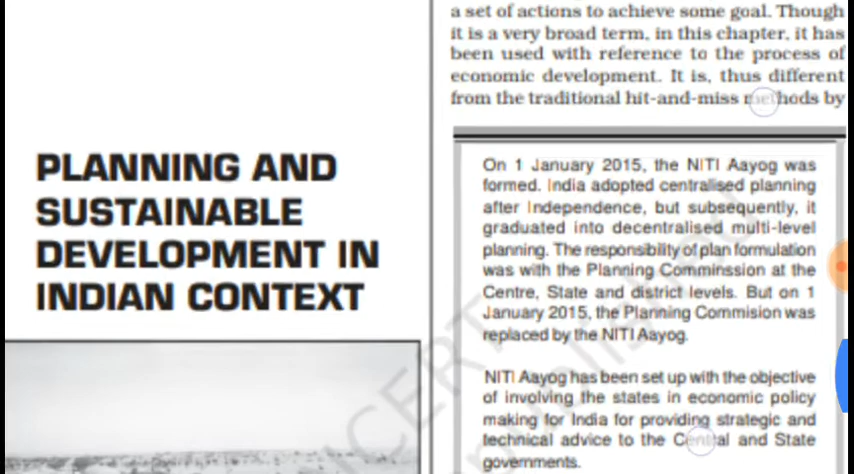 PLANNING AND
SUSTAINABLE
DEVELOPMENT IN
INDIAN CONTEXT
a set of actions to achieve some goal. Though
it is a very broad term, in this chapter, it has
been used with reference to the process of
economic development. It is, thus different
from the traditional hit-and-miss methods by
On 1 January 2015, the NITI Aayog was
formed. India adopted centralised planning
after Independence, but subsequently, it
graduated into decentralised multi-level
planning. The responsibility of plan formulation
was with the Planning Comminssion at the
Centre, State and district levels. But on 1
January 2015, the Planning Commision was
replaced by the NITI Aayog.
NITI Aayog has been set up with the objective
of involving the states in economic policy
making for India for providing strategic and
technical advice to the Central and State
governments.
NCERT